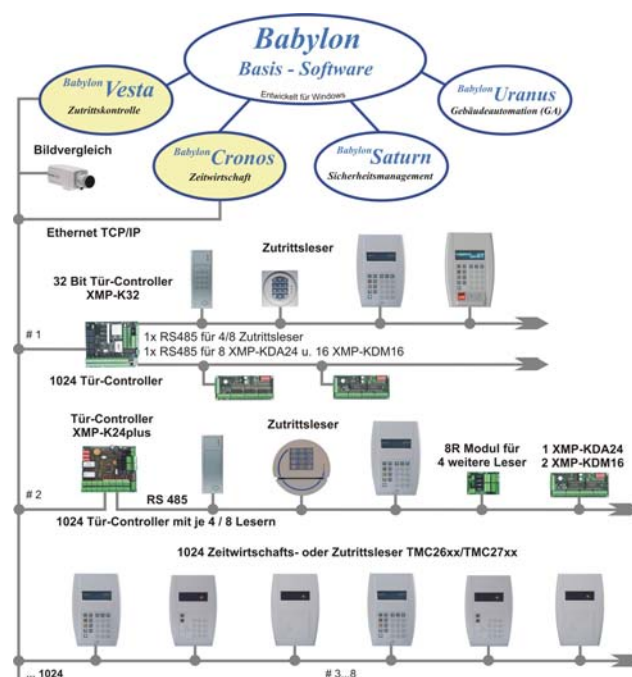 Babylon
Basis - Software
Entwickelt für Windows
Babylon Vesta
Zutrittskontrolle
Babylon Uranus
Gebäudeautomation (GA)
Babylon Cronos
Zeitwirtschaft
Babylon Saturn
Sicherheitsmanagement
Bildvergleich
Ethernet TCP/IP
32 Bit Tür-Controller
XMP-K32
Zutrittsleser
# 1
1x RS485 für 4/8 Zutrittsleser
1x RS485 für 8 XMP-KDA24 u. 16 XMP-KDM16
1024 Tür-Controller
Tür-Controller
XMP-K24plus
Zutrittsleser
8R Modul für
4 weitere Leser
1 XMP-KDA24
2 XMP-KDM16
# 2
RS 485
1024 Tür-Controller mit je 4 / 8 Lesern
1024 Zeitwirtschafts- oder Zutrittsleser TMC26xx/TMC27xx
... 1024
# 3...8